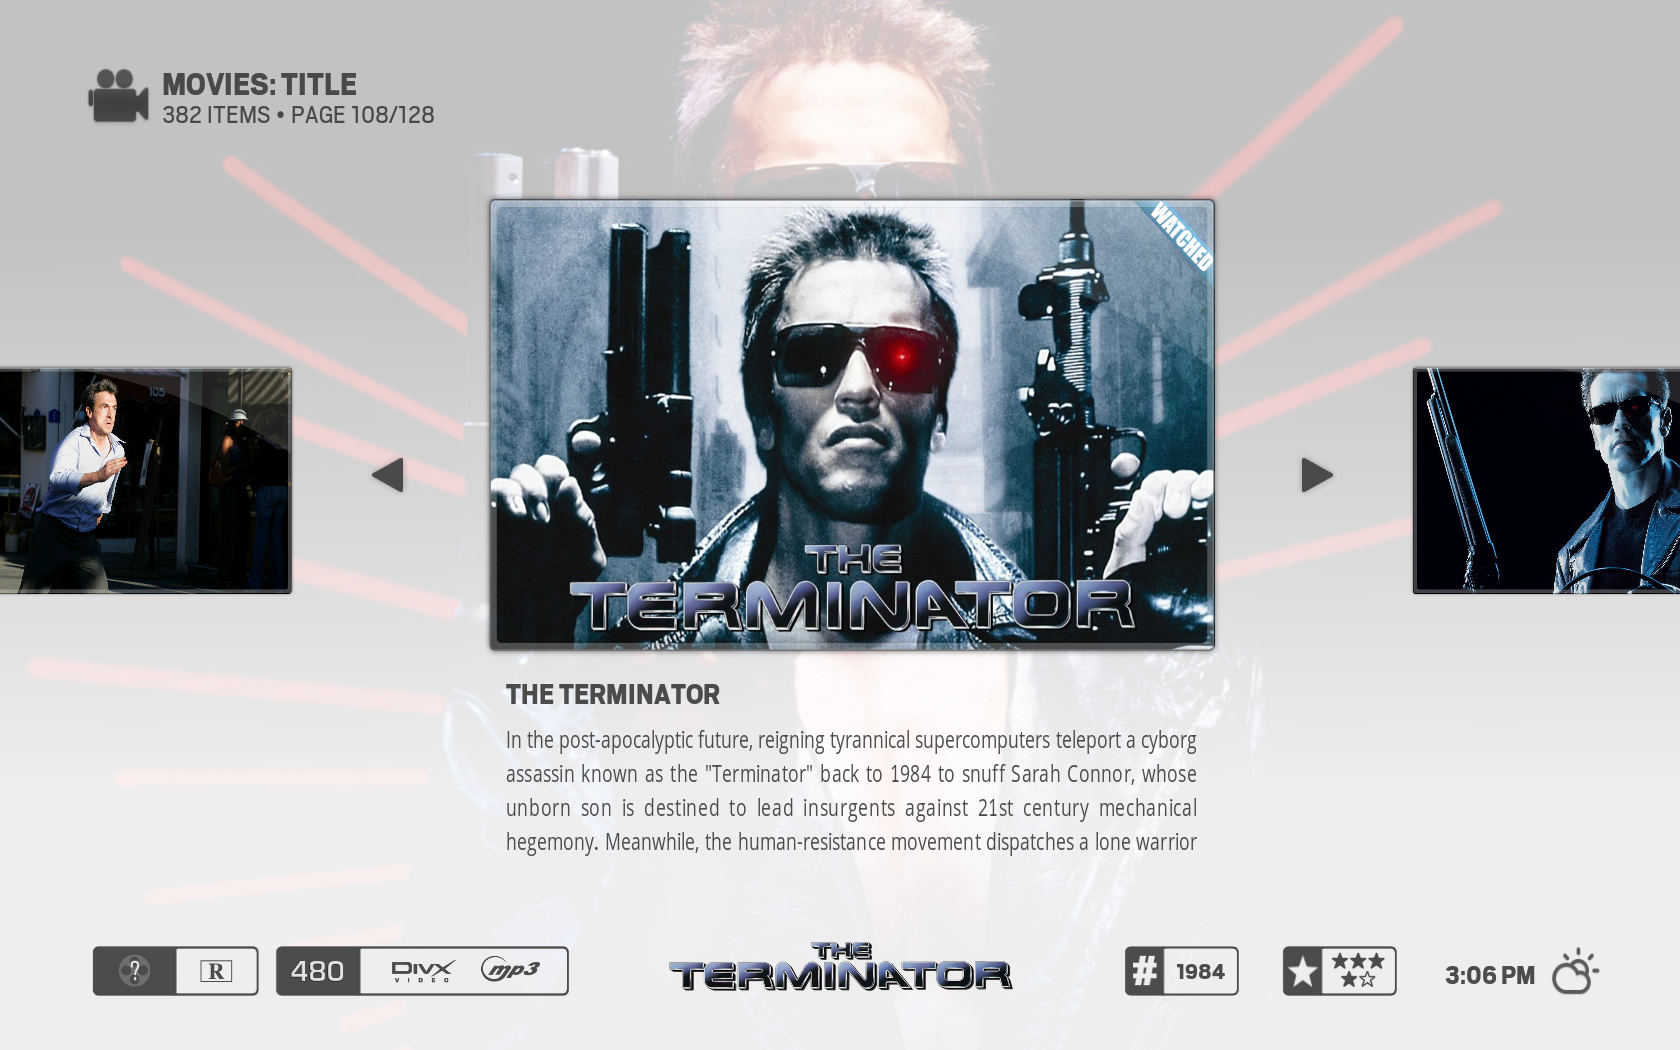 MOVIES: TITLE
382 ITEMS • PAGE 108/128
WATCHED
105
THE
TERMINATOR
THE TERMINATOR
In the post-apocalyptic future, reigning tyrannical supercomputers teleport a cyborg
assassin known as the "Terminator" back to 1984 to snuff Sarah Connor, whose
unborn son is destined to lead insurgents against 21st century mechanical
hegemony. Meanwhile, the human-resistance movement dispatches a lone warrior
? R
480 DIVX VIDEO mp3
THE
TERMINATOR
# 1984
3:06 PM